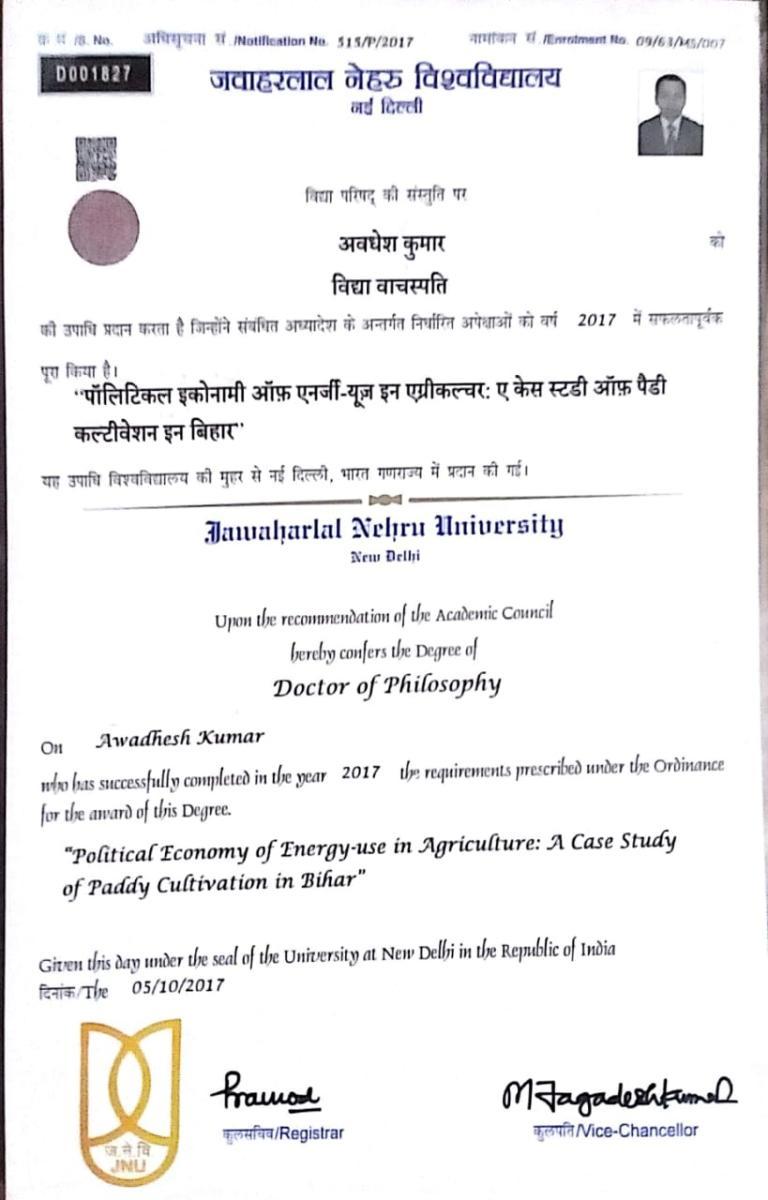 क्र. सं./S. No. अधिसूचना सं./Notification No. 515/P/2017 नामांकन सं./Enrolment No. 09/63/MS/007
D001827
जवाहरलाल नेहरु विश्वविद्यालय
नई दिल्ली
विद्या परिषद् की संस्तुति पर
अवधेश कुमार को
विद्या वाचस्पति
की उपाधि प्रदान करता है जिन्होंने संबंधित अध्यादेश के अन्तर्गत निर्धारित अपेक्षाओं को वर्ष 2017 में सफलतापूर्वक
पूरा किया है।
“पॉलिटिकल इकोनामी ऑफ़ एनर्जी-यूज़ इन एग्रीकल्चर: ए केस स्टडी ऑफ़ पैडी
कल्टीवेशन इन बिहार”
यह उपाधि विश्वविद्यालय की मुहर से नई दिल्ली, भारत गणराज्य में प्रदान की गई।
Jawaharlal Nehru University
New Delhi
Upon the recommendation of the Academic Council
hereby confers the Degree of
Doctor of Philosophy
On Awadhesh Kumar
who has successfully completed in the year 2017 the requirements prescribed under the Ordinance
for the award of this Degree.
"Political Economy of Energy-use in Agriculture: A Case Study
of Paddy Cultivation in Bihar"
Given this day under the seal of the University at New Delhi in the Republic of India
दिनांक/The 05/10/2017
Pramod M Jagadesh Kumar
कुलसचिव/Registrar कुलपति/Vice-Chancellor
ज.ने.वि
JNU